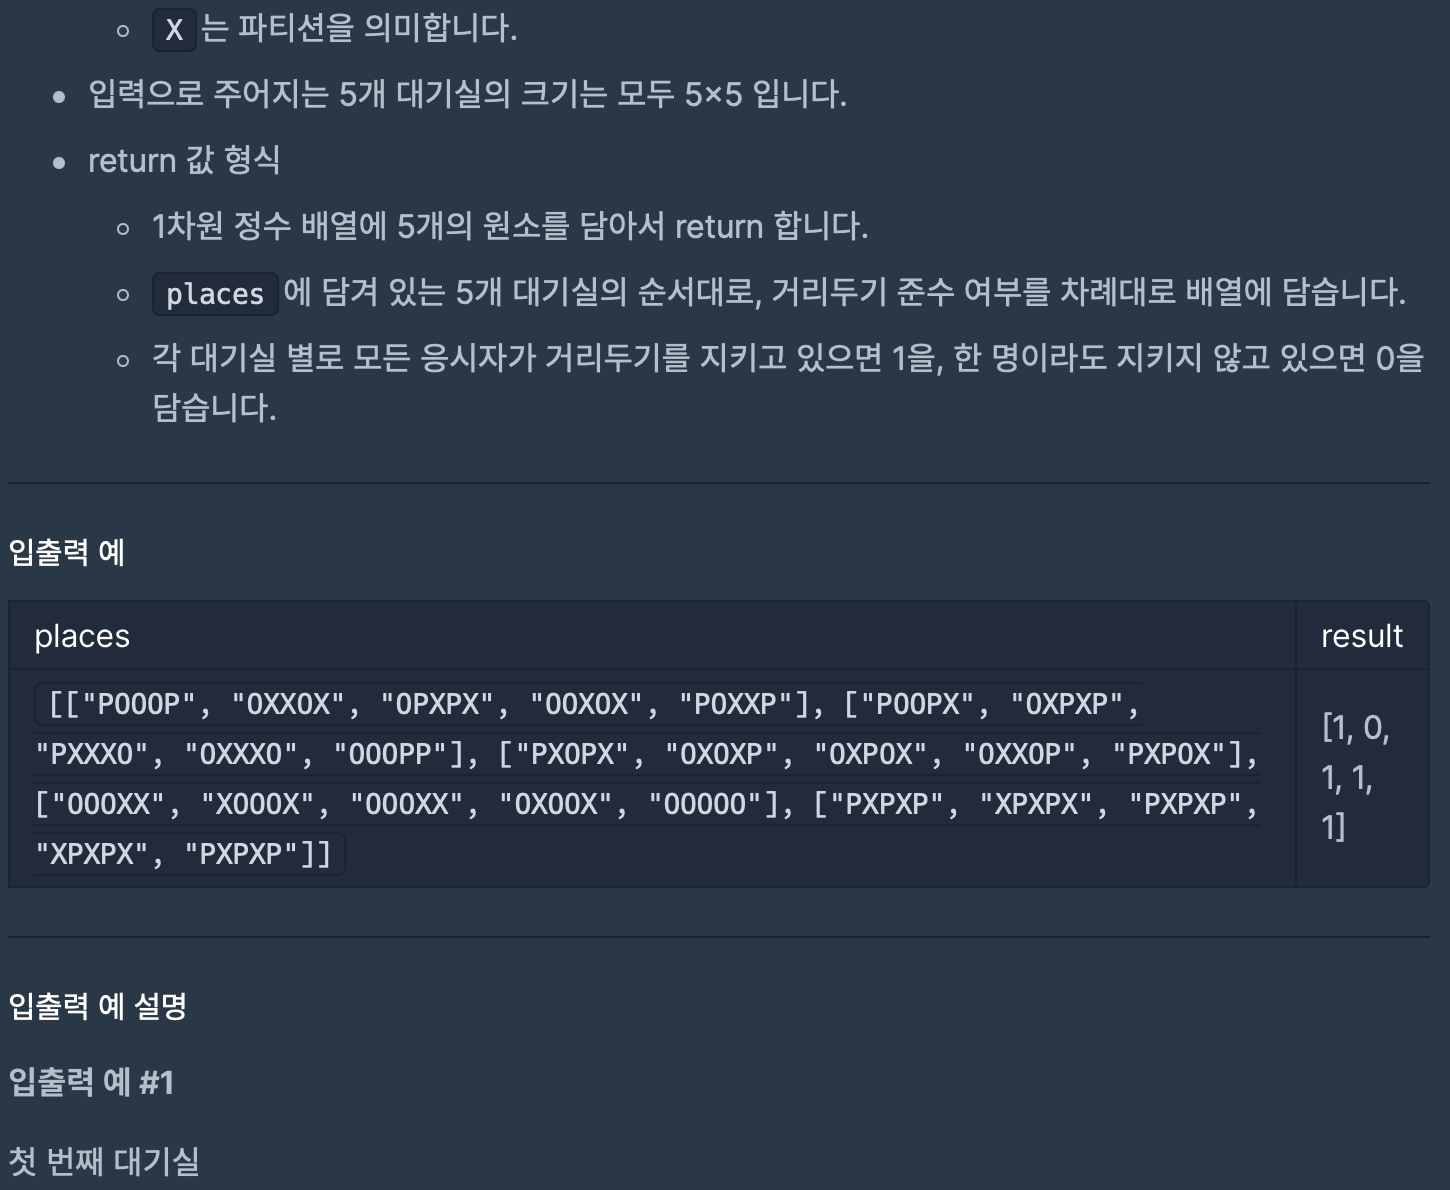 X 는 파티션을 의미합니다.
입력으로 주어지는 5개 대기실의 크기는 모두 5×5 입니다.
return 값 형식
1차원 정수 배열에 5개의 원소를 담아서 return 합니다.
places 에 담겨 있는 5개 대기실의 순서대로, 거리두기 준수 여부를 차례대로 배열에 담습니다.
각 대기실 별로 모든 응시자가 거리두기를 지키고 있으면 1을, 한 명이라도 지키지 않고 있으면 0을
담습니다.
입출력 예
places result
[["POOOP", "OXXOX", "OPXPX", "OOXOX", "POXXP"], ["POOPX", "OXPXP",
"PXXXO", "OXXXO", "OOOPP"], ["PXOPX", "OXOXP", "OXPOX", "OXXOP", "PXPOX"],
["OOOXX", "XOOOX", "OOOXX", "OXOOX", "OOOOO"], ["PXPXP", "XPXPX", "PXPXP",
"XPXPX", "PXPXP"]]
[1, 0,
1, 1,
1]
입출력 예 설명
입출력 예 #1
첫 번째 대기실